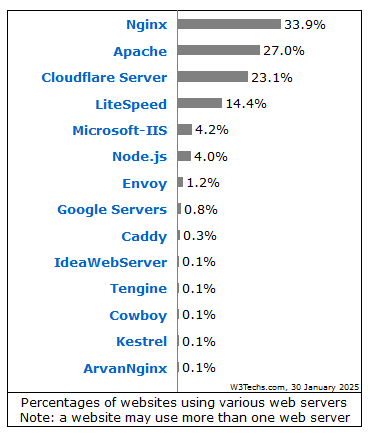 Nginx 33.9%
Apache 27.0%
Cloudflare Server 23.1%
LiteSpeed 14.4%
Microsoft-IIS 4.2%
Node.js 4.0%
Envoy 1.2%
Google Servers 0.8%
Caddy 0.3%
IdeaWebServer 0.1%
Tengine 0.1%
Cowboy 0.1%
Kestrel 0.1%
ArvanNginx 0.1%
W3Techs.com, 30 January 2025
Percentages of websites using various web servers
Note: a website may use more than one web server